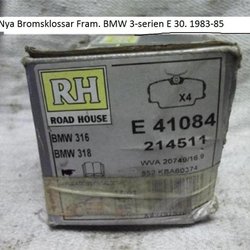 Nya Bromsklossar Fram. BMW 3-serien E 30. 1983-85
X4
RH
ROAD HOUSE
E 41084
214511
BMW 316
BMW 318
WVA 20749/16.9